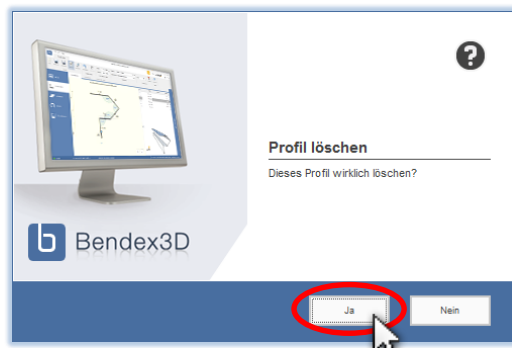 Profil löschen
Dieses Profil wirklich löschen?
b Bendex3D
Ja
Nein